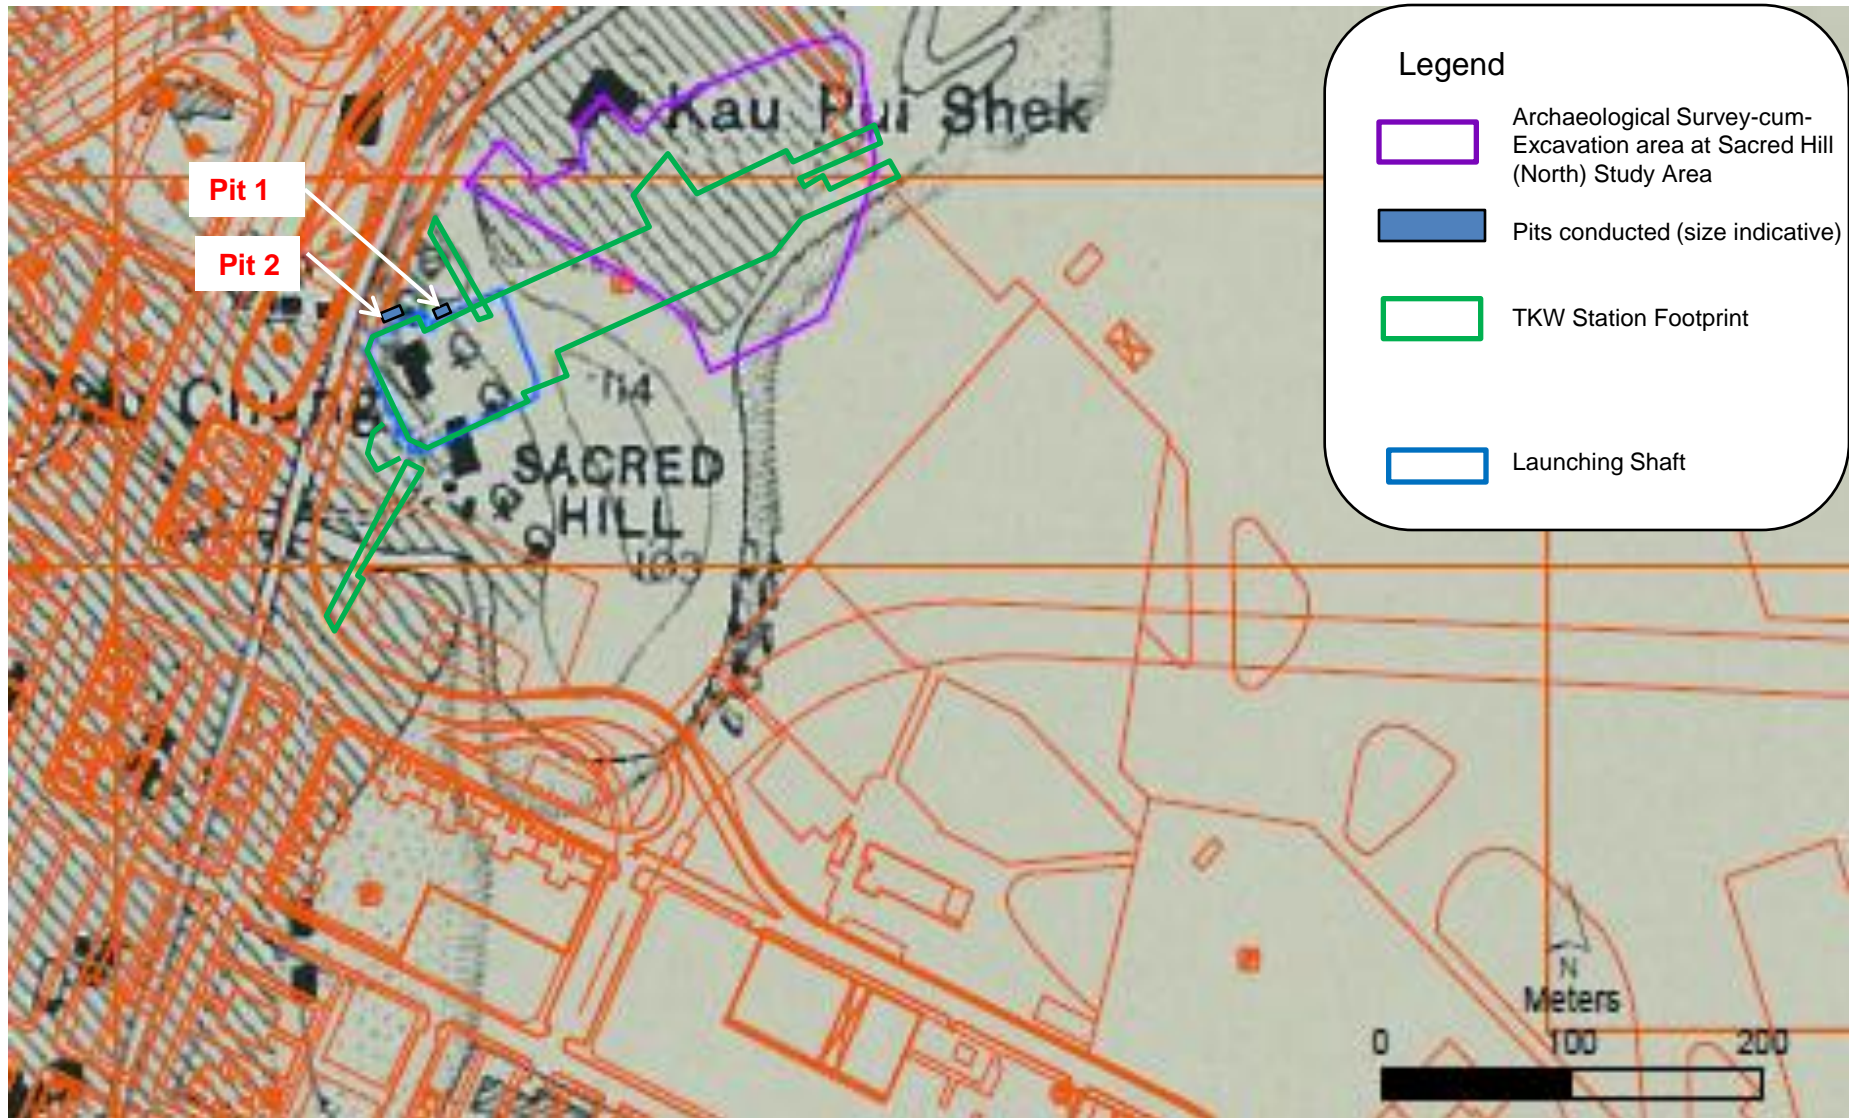 Legend
Archaeological Survey-cum-
Excavation area at Sacred Hill
(North) Study Area
Pits conducted (size indicative)
TKW Station Footprint
Launching Shaft
Kau Pui Shek
Pit 1
Pit 2
114
SACRED
HILL
103
N
Meters
0 100 200